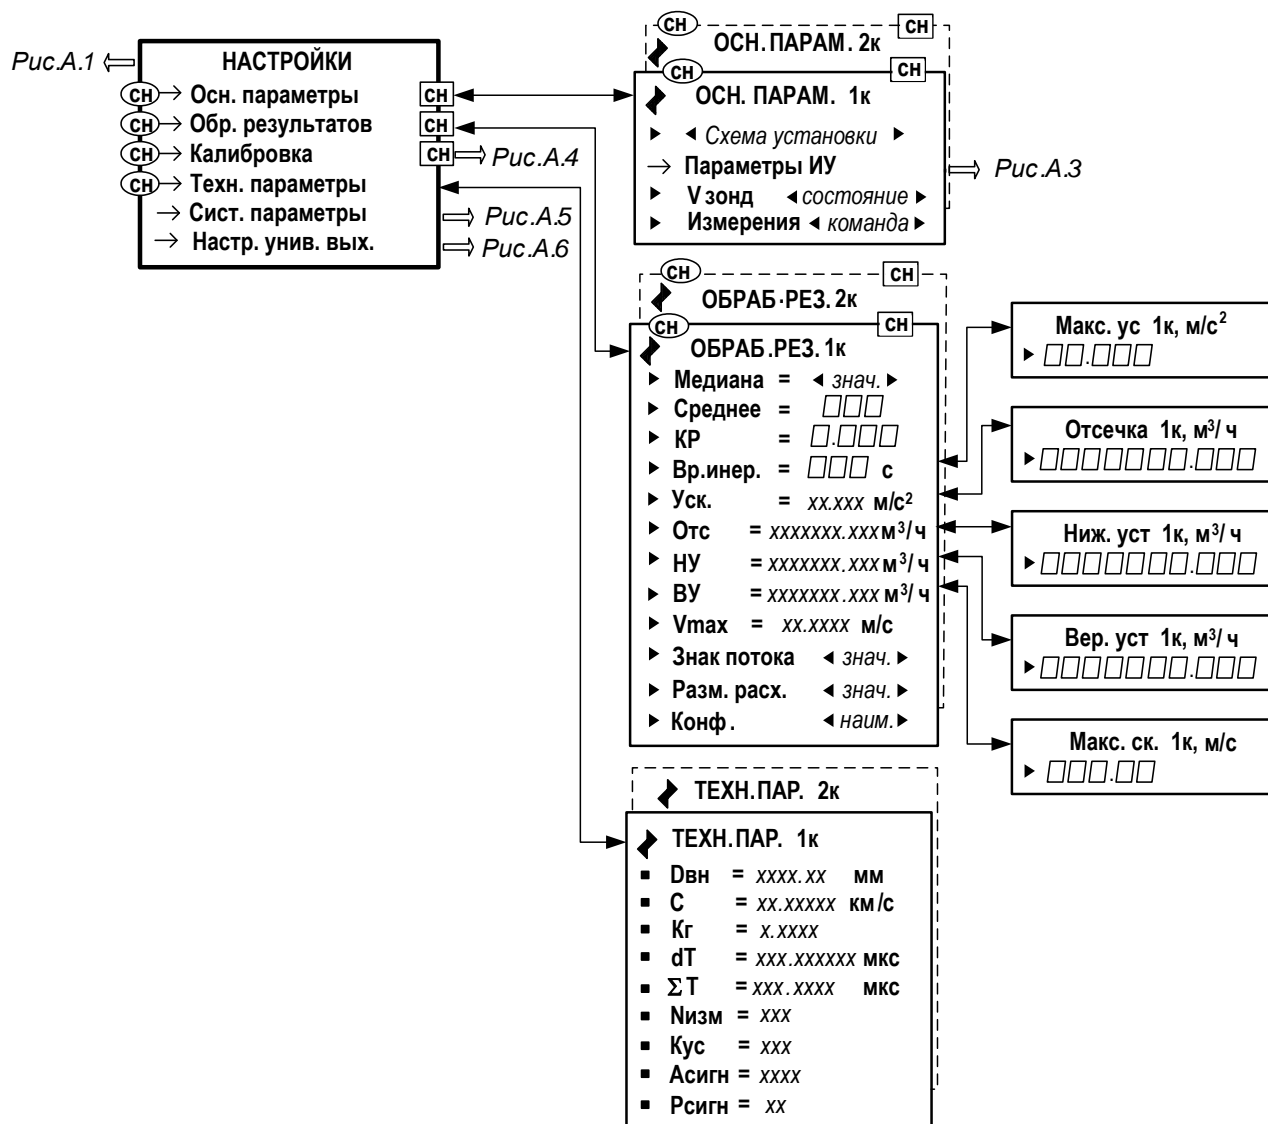 Рис.А.1
НАСТРОЙКИ
СН → Осн. параметры СН
СН → Обр. результатов СН
СН → Калибровка СН
Рис.А.4
СН → Техн. параметры
→ Сист. параметры
Рис.А.5
→ Настр. унив. вых.
Рис.А.6
СН СН
ОСН. ПАРАМ. 2к
СН СН
ОСН. ПАРАМ. 1к
Схема установки
→ Параметры ИУ
Рис.А.3
V зонд состояние
Измерения команда
СН СН
ОБРАБ.РЕЗ. 2к
СН СН
ОБРАБ.РЕЗ. 1к
Медиана = знач.
Среднее =
КР = .
Вр.инер. = с
Уск. = xx.xxx м/с²
Отс = xxxxxxx.xxx м³/ч
НУ = xxxxxxx.xxx м³/ч
ВУ = xxxxxxx.xxx м³/ч
Vmax = xx.xxxx м/с
Знак потока знач.
Разм. расх. знач.
Конф. наим.
Макс. ус 1к, м/с²
Отсечка 1к, м³/ч
Ниж. уст 1к, м³/ч
Вер. уст 1к, м³/ч
Макс. ск. 1к, м/с
ТЕХН.ПАР. 2к
ТЕХН.ПАР. 1к
Dвн = xxxx.xx мм
С = xx.xxxxx км/с
Кг = x.xxxx
dT = xxx.xxxxxx мкс
ΣT = xxx.xxxx мкс
Nизм = xxx
Кус = xxx
Асигн = xxxx
Рсигн = xx